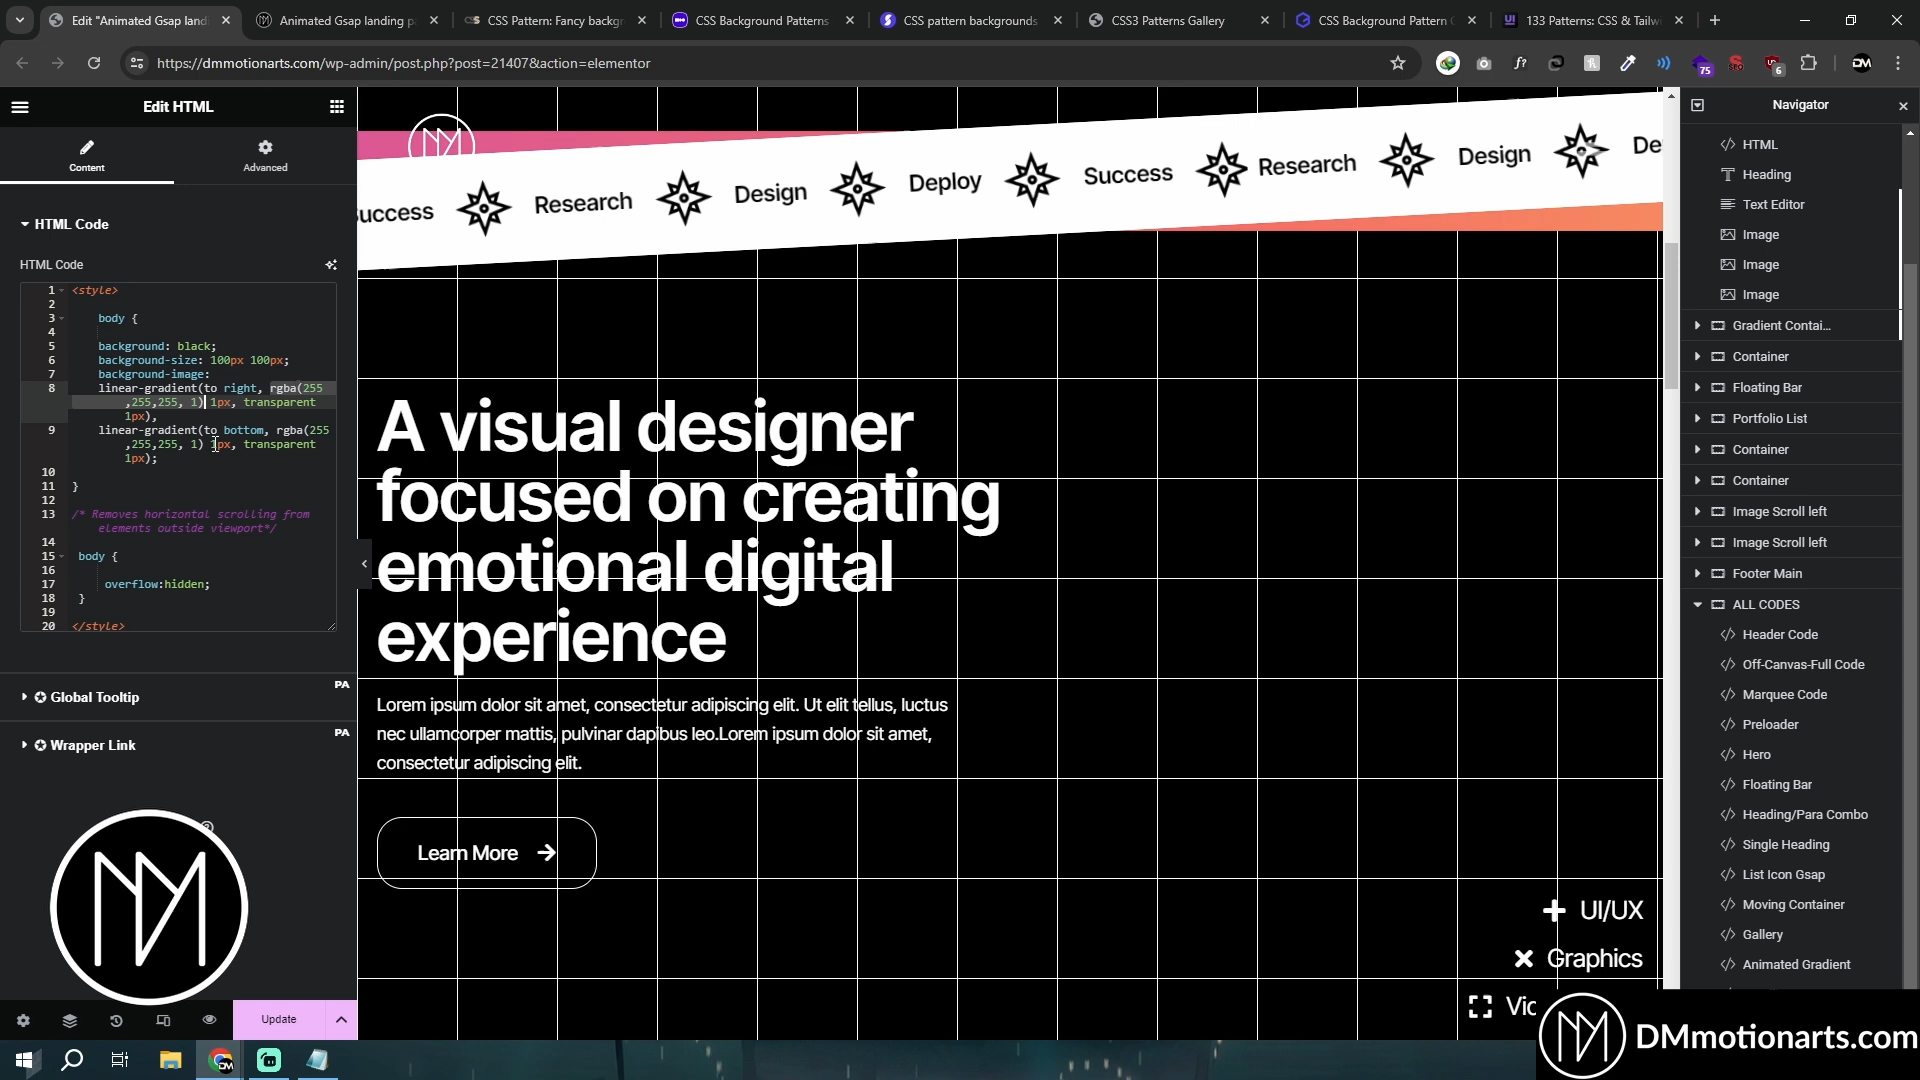 Edit "Animated Gsap landi
Animated Gsap landing pa
CSS Pattern: Fancy backgr
CSS Background Patterns
CSS pattern backgrounds
CSS3 Patterns Gallery
CSS Background Pattern G
133 Patterns: CSS & Tailw
https://dmmotionarts.com/wp-admin/post.php?post=21407&action=elementor
75
6
Edit HTML
Content
Advanced
HTML Code
HTML Code
1 <style>
2
3 body {
4
5 background: black;
6 background-size: 100px 100px;
7 background-image:
8 linear-gradient(to right, rgba(255
,255,255, 1) 1px, transparent
1px),
9 linear-gradient(to bottom, rgba(255
,255,255, 1) 1px, transparent
1px);
10
11 }
12
13 /* Removes horizontal scrolling from
elements outside viewport*/
14
15 body {
16
17 overflow:hidden;
18 }
19
20 </style>
PA
Global Tooltip
PA
Wrapper Link
Update
uccess Research Design Deploy Success Research Design De
A visual designer
focused on creating
emotional digital
experience
Lorem ipsum dolor sit amet, consectetur adipiscing elit. Ut elit tellus, luctus
nec ullamcorper mattis, pulvinar dapibus leo.Lorem ipsum dolor sit amet,
consectetur adipiscing elit.
Learn More
UI/UX
Graphics
Vid
Navigator
HTML
Heading
Text Editor
Image
Image
Image
Gradient Contai...
Container
Floating Bar
Portfolio List
Container
Container
Image Scroll left
Image Scroll left
Footer Main
ALL CODES
Header Code
Off-Canvas-Full Code
Marquee Code
Preloader
Hero
Floating Bar
Heading/Para Combo
Single Heading
List Icon Gsap
Moving Container
Gallery
Animated Gradient
DMmotionarts.com